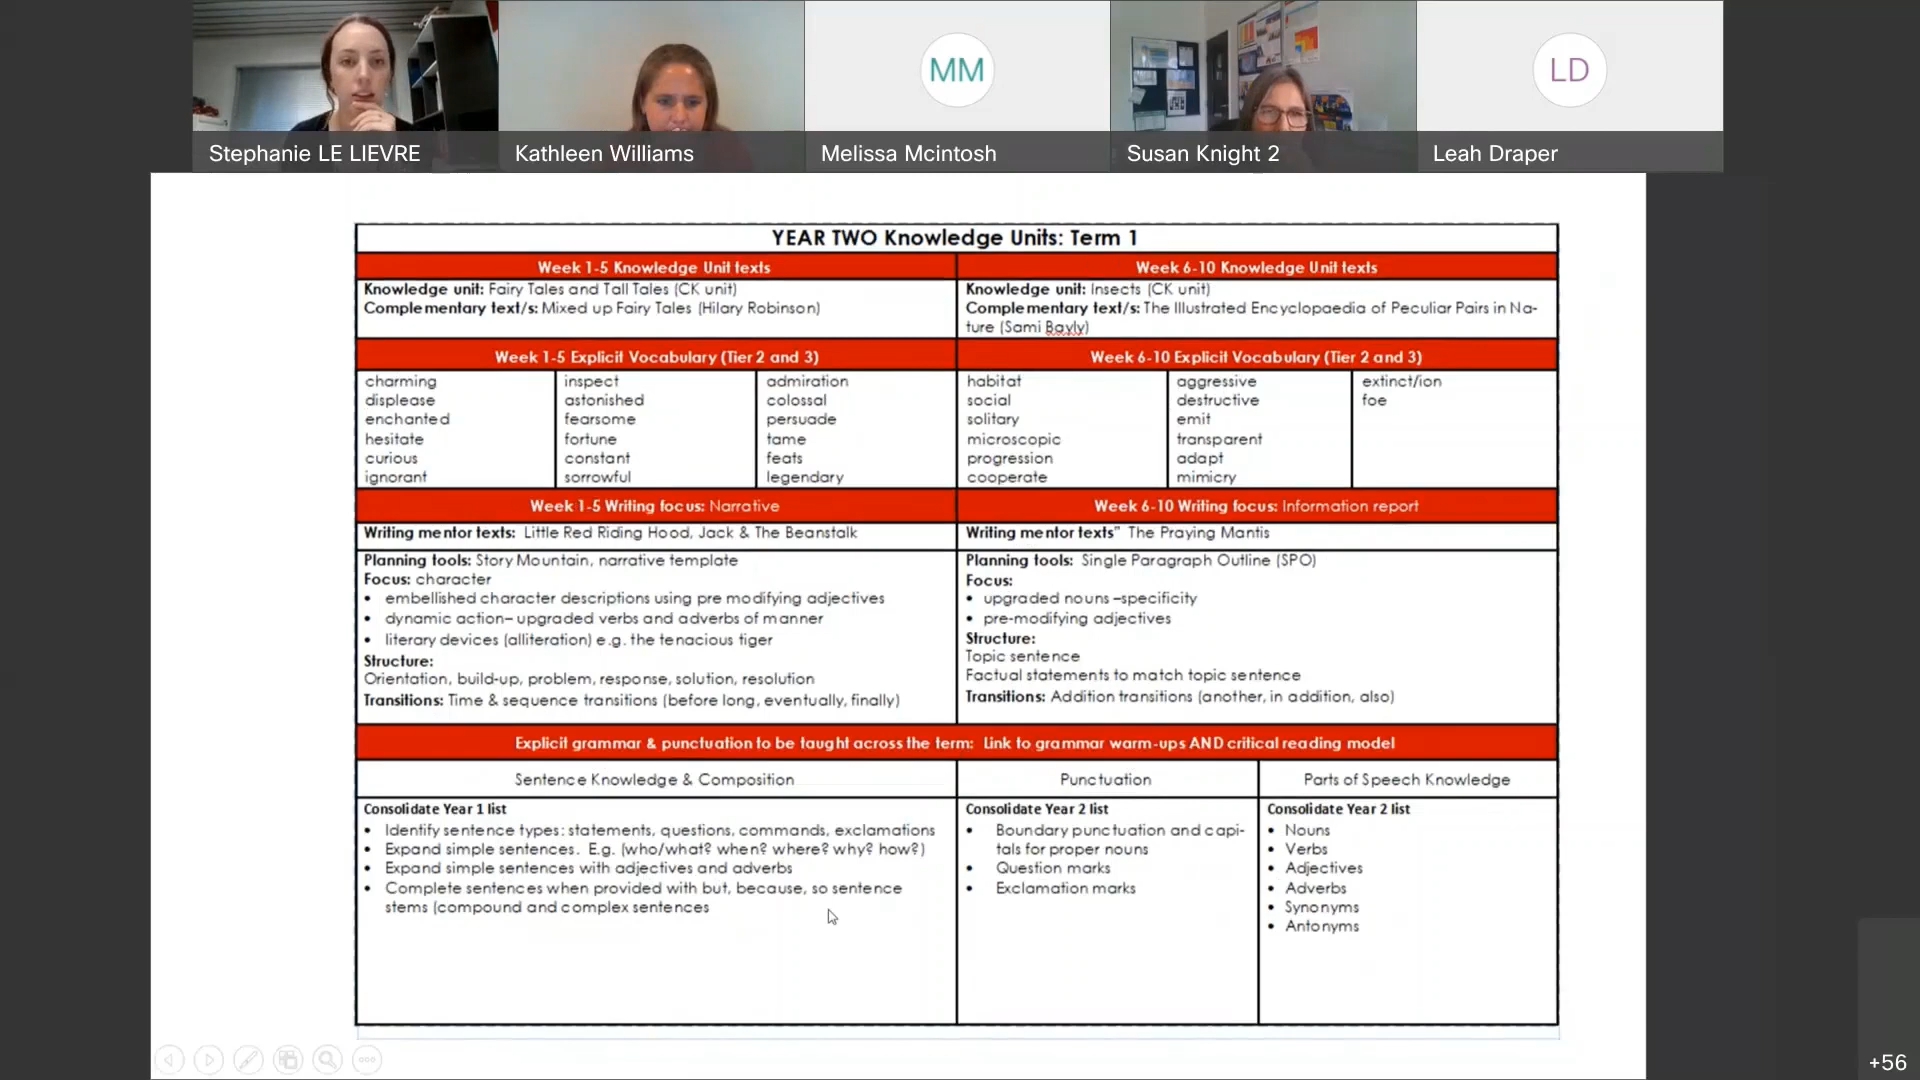 MM
LD
Stephanie LE LIEVRE
Kathleen Williams
Melissa Mcintosh
Susan Knight 2
Leah Draper
YEAR TWO Knowledge Units: Term 1
Week 1-5 Knowledge Unit texts
Knowledge unit: Fairy Tales and Tall Tales (CK unit)
Complementary text/s: Mixed up Fairy Tales (Hilary Robinson)
Week 6-10 Knowledge Unit texts
Knowledge unit: Insects (CK unit)
Complementary text/s: The Illustrated Encyclopaedia of Peculiar Pairs in Na-
ture (Sami Bayly)
Week 1-5 Explicit Vocabulary (Tier 2 and 3)
charming
displease
enchanted
hesitate
curious
ignorant
inspect
astonished
fearsome
fortune
constant
sorrowful
admiration
colossal
persuade
tame
feats
legendary
Week 6-10 Explicit Vocabulary (Tier 2 and 3)
habitat
social
solitary
microscopic
progression
cooperate
aggressive
destructive
emit
transparent
adapt
mimicry
extinct/ion
foe
Week 1-5 Writing focus: Narrative
Writing mentor texts: Little Red Riding Hood, Jack & The Beanstalk
Planning tools: Story Mountain, narrative template
Focus: character
• embellished character descriptions using pre modifying adjectives
• dynamic action– upgraded verbs and adverbs of manner
• literary devices (alliteration) e.g. the tenacious tiger
Structure:
Orientation, build-up, problem, response, solution, resolution
Transitions: Time & sequence transitions (before long, eventually, finally)
Week 6-10 Writing focus: Information report
Writing mentor texts" The Praying Mantis
Planning tools: Single Paragraph Outline (SPO)
Focus:
• upgraded nouns –specificity
• pre-modifying adjectives
Structure:
Topic sentence
Factual statements to match topic sentence
Transitions: Addition transitions (another, in addition, also)
Explicit grammar & punctuation to be taught across the term: Link to grammar warm-ups AND critical reading model
Sentence Knowledge & Composition
Consolidate Year 1 list
• Identify sentence types: statements, questions, commands, exclamations
• Expand simple sentences. E.g. (who/what? when? where? why? how?)
• Expand simple sentences with adjectives and adverbs
• Complete sentences when provided with but, because, so sentence
stems (compound and complex sentences
Punctuation
Consolidate Year 2 list
• Boundary punctuation and capi-
tals for proper nouns
• Question marks
• Exclamation marks
Parts of Speech Knowledge
Consolidate Year 2 list
• Nouns
• Verbs
• Adjectives
• Adverbs
• Synonyms
• Antonyms
+56